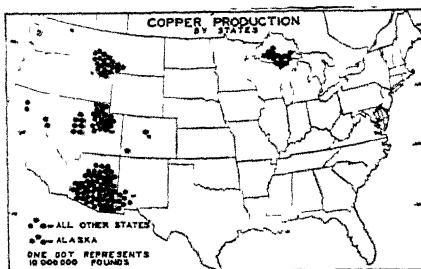 COPPER PRODUCTION
BY STATES
ALL OTHER STATES
ALASKA
ONE DOT REPRESENTS
10 000 000 POUNDS